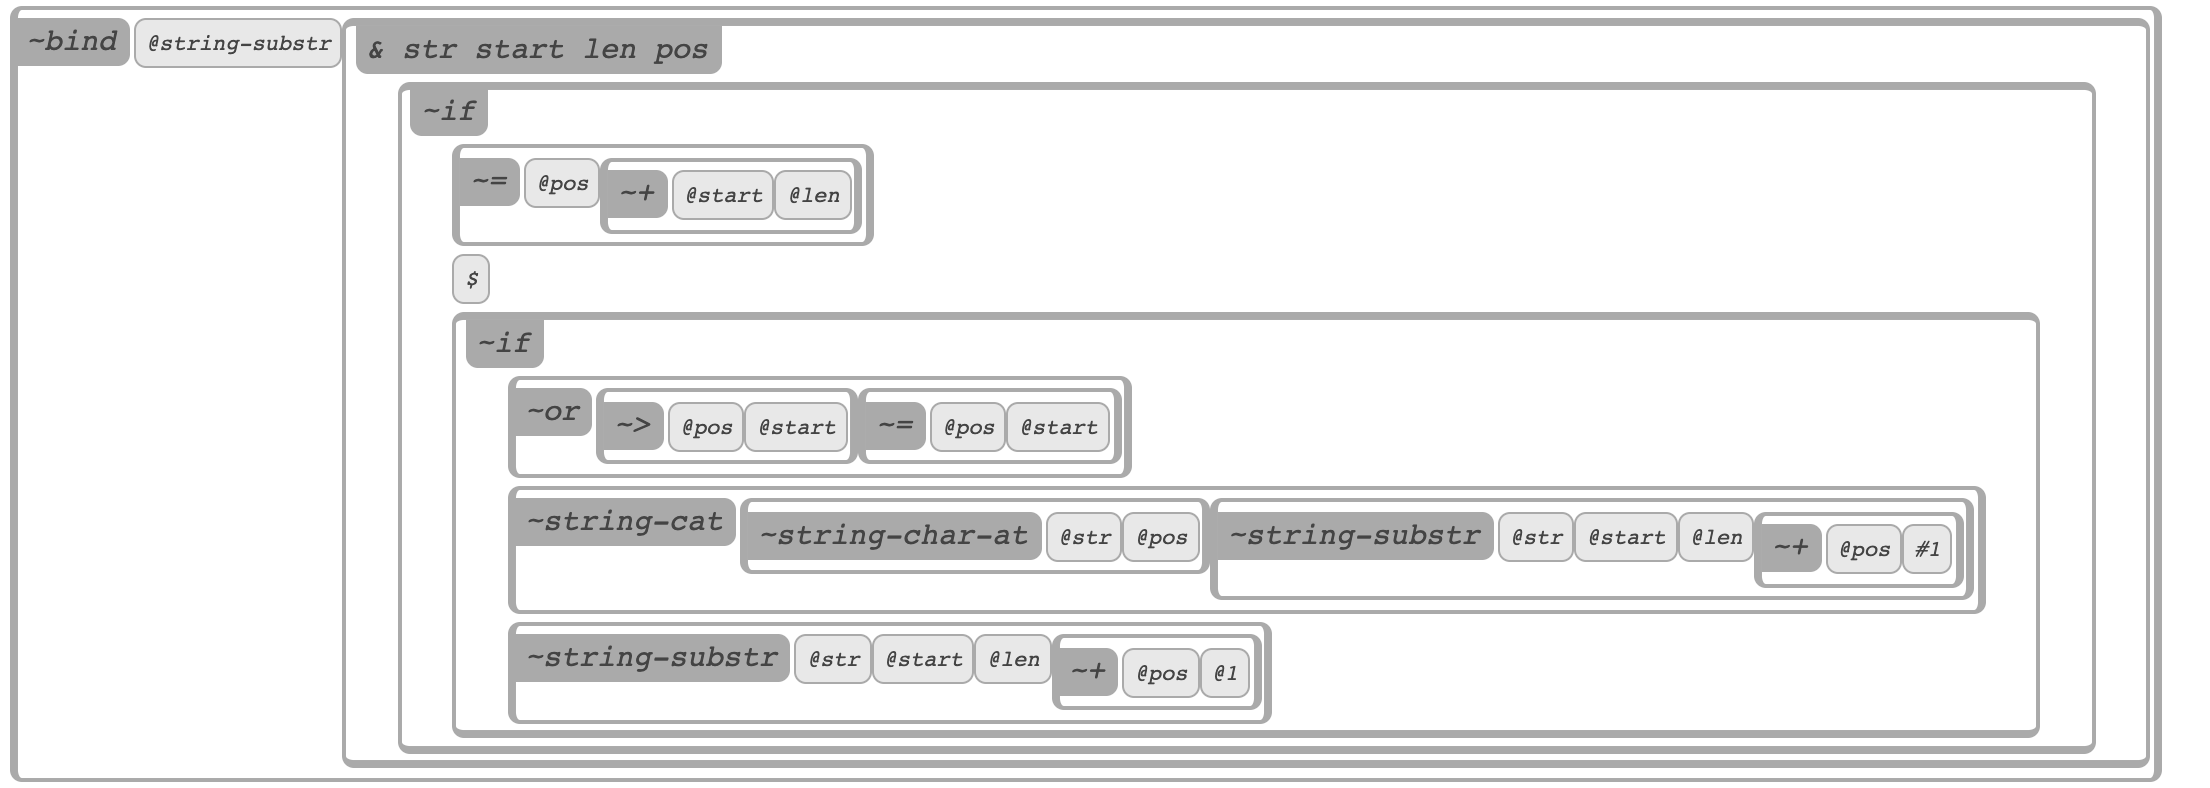 ~bind @string-substr & str start len pos
~if
~= @pos ~+ @start @len
$
~if
~or ~> @pos @start ~= @pos @start
~string-cat ~string-char-at @str @pos ~string-substr @str @start @len ~+ @pos #1
~string-substr @str @start @len ~+ @pos @1